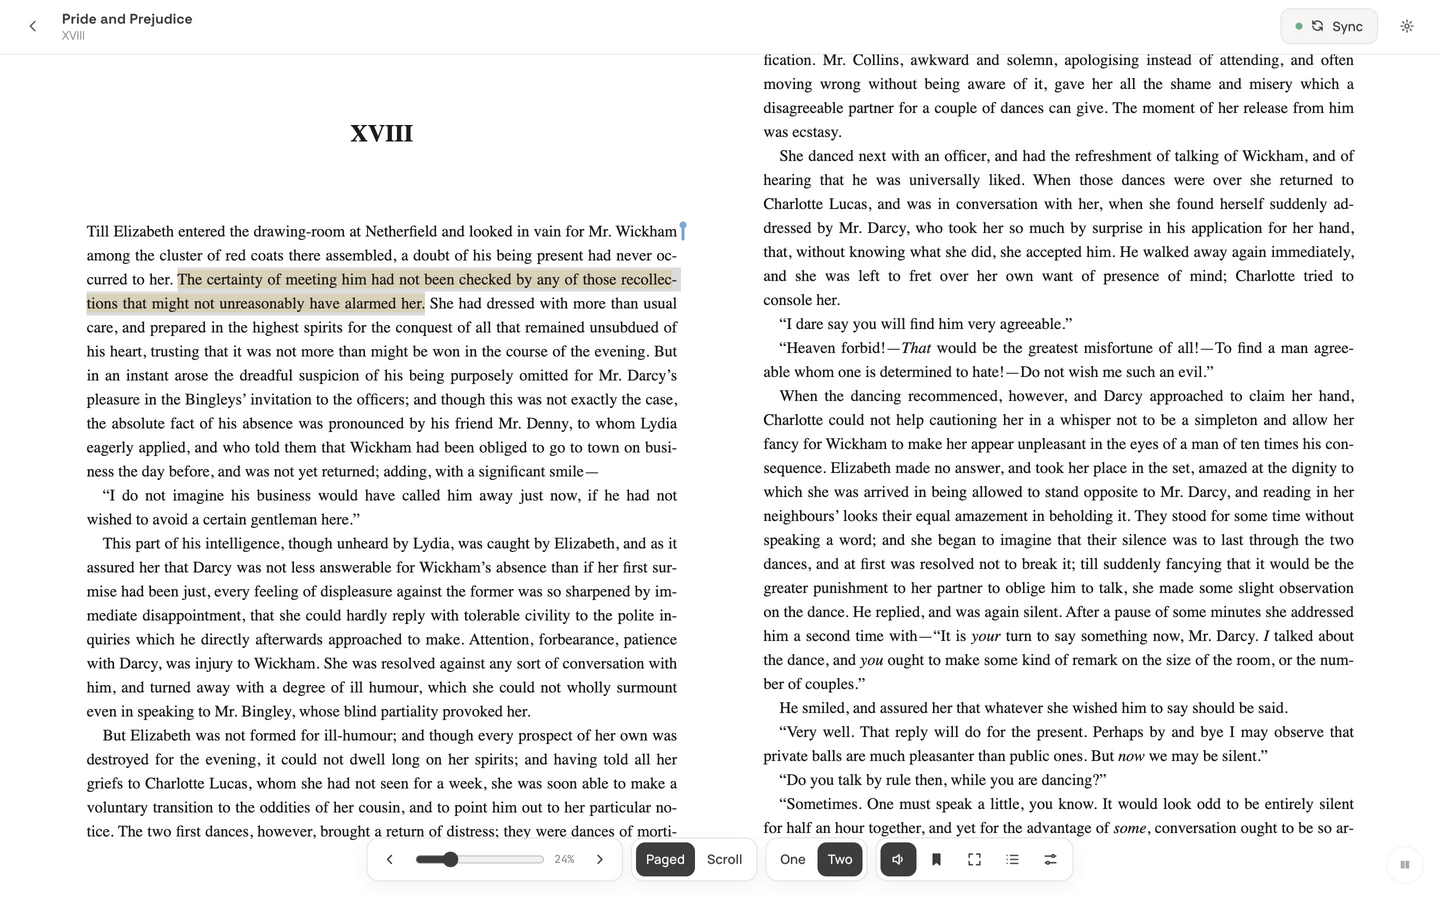 Pride and Prejudice
XVIII
Sync
XVIII
Till Elizabeth entered the drawing-room at Netherfield and looked in vain for Mr. Wickham
among the cluster of red coats there assembled, a doubt of his being present had never oc-
curred to her. The certainty of meeting him had not been checked by any of those recollec-
tions that might not unreasonably have alarmed her. She had dressed with more than usual
care, and prepared in the highest spirits for the conquest of all that remained unsubdued of
his heart, trusting that it was not more than might be won in the course of the evening. But
in an instant arose the dreadful suspicion of his being purposely omitted for Mr. Darcy’s
pleasure in the Bingleys’ invitation to the officers; and though this was not exactly the case,
the absolute fact of his absence was pronounced by his friend Mr. Denny, to whom Lydia
eagerly applied, and who told them that Wickham had been obliged to go to town on busi-
ness the day before, and was not yet returned; adding, with a significant smile—
“I do not imagine his business would have called him away just now, if he had not
wished to avoid a certain gentleman here.”
This part of his intelligence, though unheard by Lydia, was caught by Elizabeth, and as it
assured her that Darcy was not less answerable for Wickham’s absence than if her first sur-
mise had been just, every feeling of displeasure against the former was so sharpened by im-
mediate disappointment, that she could hardly reply with tolerable civility to the polite in-
quiries which he directly afterwards approached to make. Attention, forbearance, patience
with Darcy, was injury to Wickham. She was resolved against any sort of conversation with
him, and turned away with a degree of ill humour, which she could not wholly surmount
even in speaking to Mr. Bingley, whose blind partiality provoked her.
But Elizabeth was not formed for ill-humour; and though every prospect of her own was
destroyed for the evening, it could not dwell long on her spirits; and having told all her
griefs to Charlotte Lucas, whom she had not seen for a week, she was soon able to make a
voluntary transition to the oddities of her cousin, and to point him out to her particular no-
tice. The two first dances, however, brought a return of distress; they were dances of morti-
fication. Mr. Collins, awkward and solemn, apologising instead of attending, and often
moving wrong without being aware of it, gave her all the shame and misery which a
disagreeable partner for a couple of dances can give. The moment of her release from him
was ecstasy.
She danced next with an officer, and had the refreshment of talking of Wickham, and of
hearing that he was universally liked. When those dances were over she returned to
Charlotte Lucas, and was in conversation with her, when she found herself suddenly ad-
dressed by Mr. Darcy, who took her so much by surprise in his application for her hand,
that, without knowing what she did, she accepted him. He walked away again immediately,
and she was left to fret over her own want of presence of mind; Charlotte tried to
console her.
“I dare say you will find him very agreeable.”
“Heaven forbid!—That would be the greatest misfortune of all!—To find a man agree-
able whom one is determined to hate!—Do not wish me such an evil.”
When the dancing recommenced, however, and Darcy approached to claim her hand,
Charlotte could not help cautioning her in a whisper not to be a simpleton and allow her
fancy for Wickham to make her appear unpleasant in the eyes of a man of ten times his con-
sequence. Elizabeth made no answer, and took her place in the set, amazed at the dignity to
which she was arrived in being allowed to stand opposite to Mr. Darcy, and reading in her
neighbours’ looks their equal amazement in beholding it. They stood for some time without
speaking a word; and she began to imagine that their silence was to last through the two
dances, and at first was resolved not to break it; till suddenly fancying that it would be the
greater punishment to her partner to oblige him to talk, she made some slight observation
on the dance. He replied, and was again silent. After a pause of some minutes she addressed
him a second time with—“It is your turn to say something now, Mr. Darcy. I talked about
the dance, and you ought to make some kind of remark on the size of the room, or the num-
ber of couples.”
He smiled, and assured her that whatever she wished him to say should be said.
“Very well. That reply will do for the present. Perhaps by and bye I may observe that
private balls are much pleasanter than public ones. But now we may be silent.”
“Do you talk by rule then, while you are dancing?”
“Sometimes. One must speak a little, you know. It would look odd to be entirely silent
for half an hour together, and yet for the advantage of some, conversation ought to be so ar-
24%
Paged
Scroll
One
Two